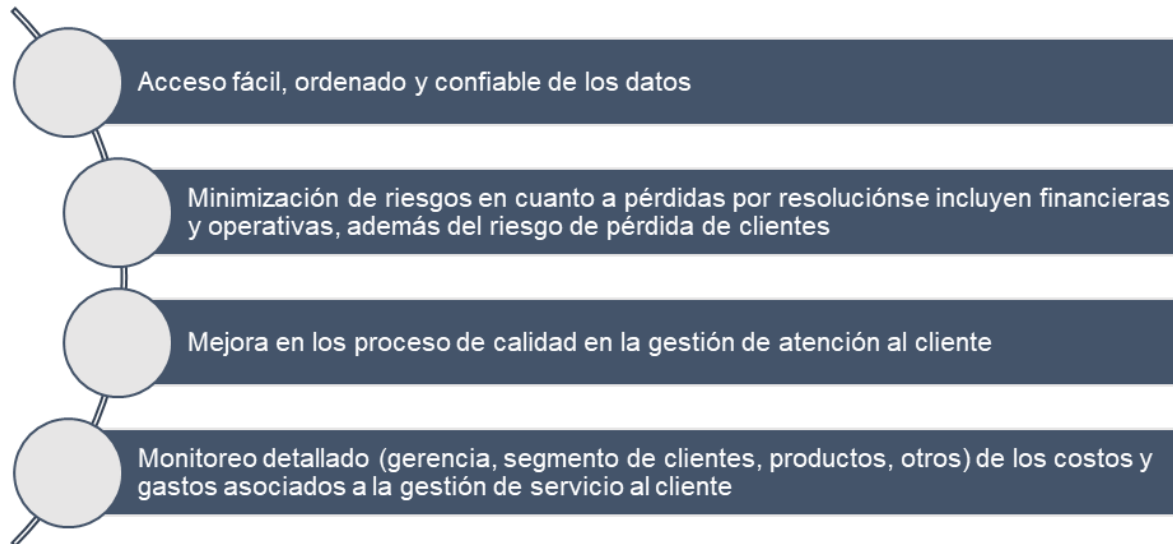 Acceso fácil, ordenado y confiable de los datos
Minimización de riesgos en cuanto a pérdidas por resoluciónse incluyen financieras
y operativas, además del riesgo de pérdida de clientes
Mejora en los proceso de calidad en la gestión de atención al cliente
Monitoreo detallado (gerencia, segmento de clientes, productos, otros) de los costos y
gastos asociados a la gestión de servicio al cliente